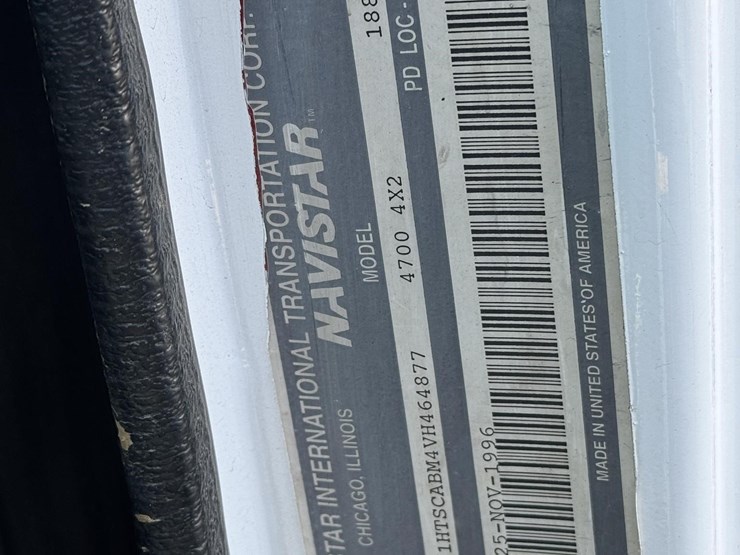 TAR INTERNATIONAL TRANSPORTATION CORP.
CHICAGO, ILLINOIS NAVISTAR TM
MODEL 188
1HTSCABM4VH464877 4700 4X2
PD LOC-
25-NOV-1996
MADE IN UNITED STATES OF AMERICA